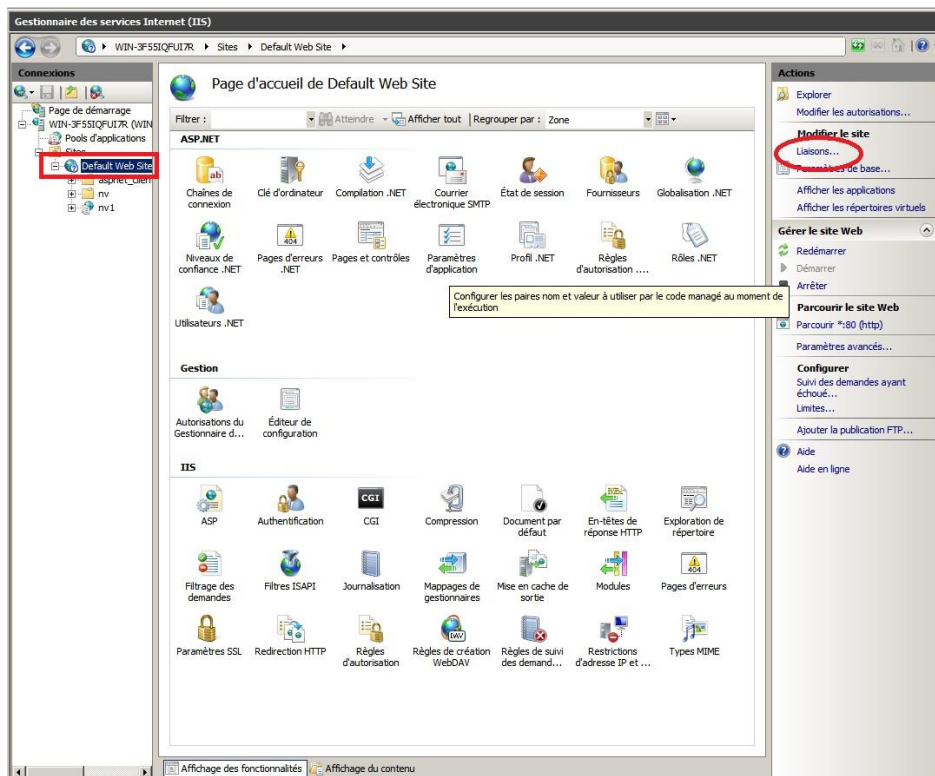 Gestionnaire des services Internet (IIS)
WIN-3F55IQFUI7R Sites Default Web Site
Connexions
Page de démarrage
WIN-3F55IQFUI7R (WIN
Pools d'applications
Sites
Default Web Site
aspnet_clien
nv
nv1
Page d'accueil de Default Web Site
Filtrer : Atteindre Afficher tout Regrouper par : Zone
ASP.NET
Chaînes de connexion
Clé d'ordinateur
Compilation .NET
Courrier électronique SMTP
État de session
Fournisseurs
Globalisation .NET
Niveaux de confiance .NET
Pages d'erreurs .NET
Pages et contrôles
Paramètres d'application
Profil .NET
Règles d'autorisation ....
Rôles .NET
Configurer les paires nom et valeur à utiliser par le code managé au moment de
l'exécution
Utilisateurs .NET
Gestion
Autorisations du Gestionnaire d...
Éditeur de configuration
IIS
ASP
Authentification
CGI
CGI
Compression
Document par défaut
En-têtes de réponse HTTP
Exploration de répertoire
Filtrage des demandes
Filtres ISAPI
Journalisation
Mappages de gestionnaires
Mise en cache de sortie
Modules
404
Pages d'erreurs
Paramètres SSL
Redirection HTTP
Règles d'autorisation
Règles de création WebDAV
Règles de suivi des demand...
Restrictions d'adresse IP et ...
Types MIME
Affichage des fonctionnalités Affichage du contenu
Actions
Explorer
Modifier les autorisations...
Modifier le site
Liaisons...
Paramètres de base...
Afficher les applications
Afficher les répertoires virtuels
Gérer le site Web
Redémarrer
Démarrer
Arrêter
Parcourir le site Web
Parcourir *:80 (http)
Paramètres avancés...
Configurer
Suivi des demandes ayant
échoué...
Limites...
Ajouter la publication FTP...
Aide
Aide en ligne